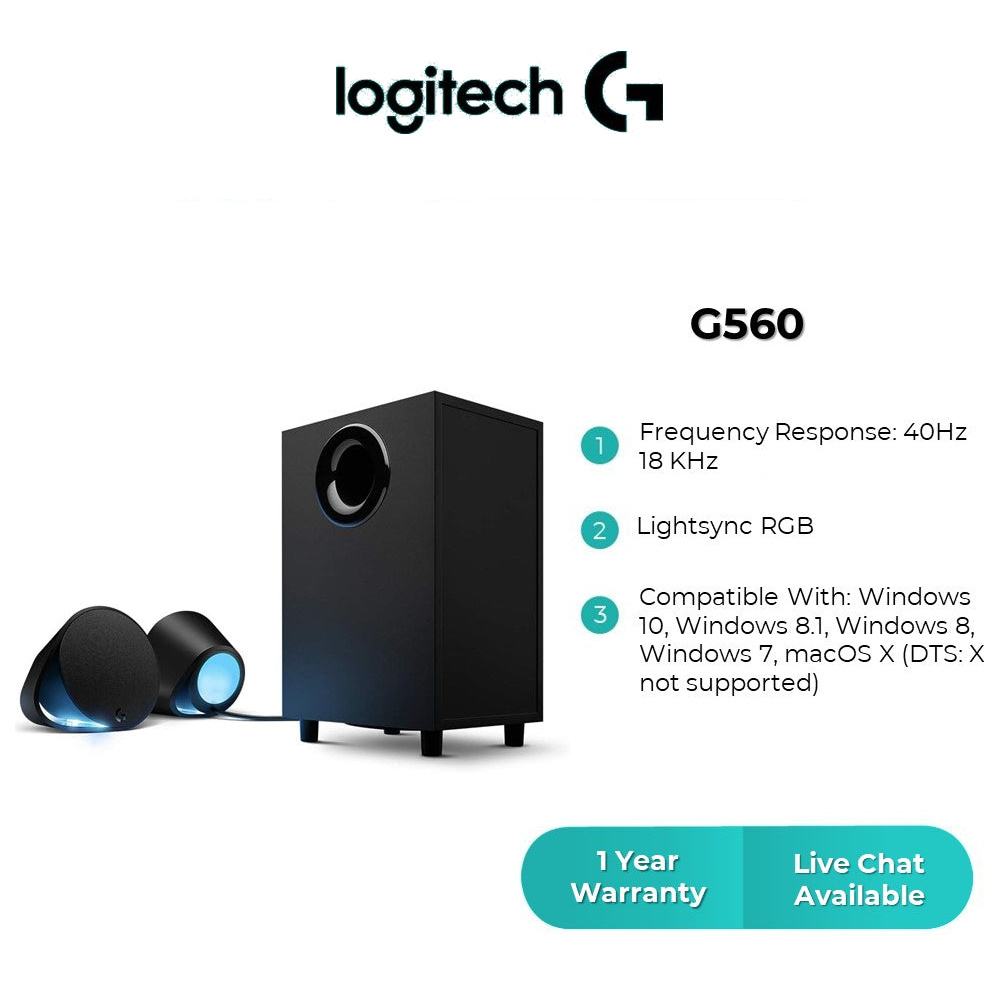 logitech G
G560
1
Frequency Response: 40Hz
18 KHz
2
Lightsync RGB
3
Compatible With: Windows
10, Windows 8.1, Windows 8,
Windows 7, macOS X (DTS: X
not supported)
1 Year
Warranty
Live Chat
Available